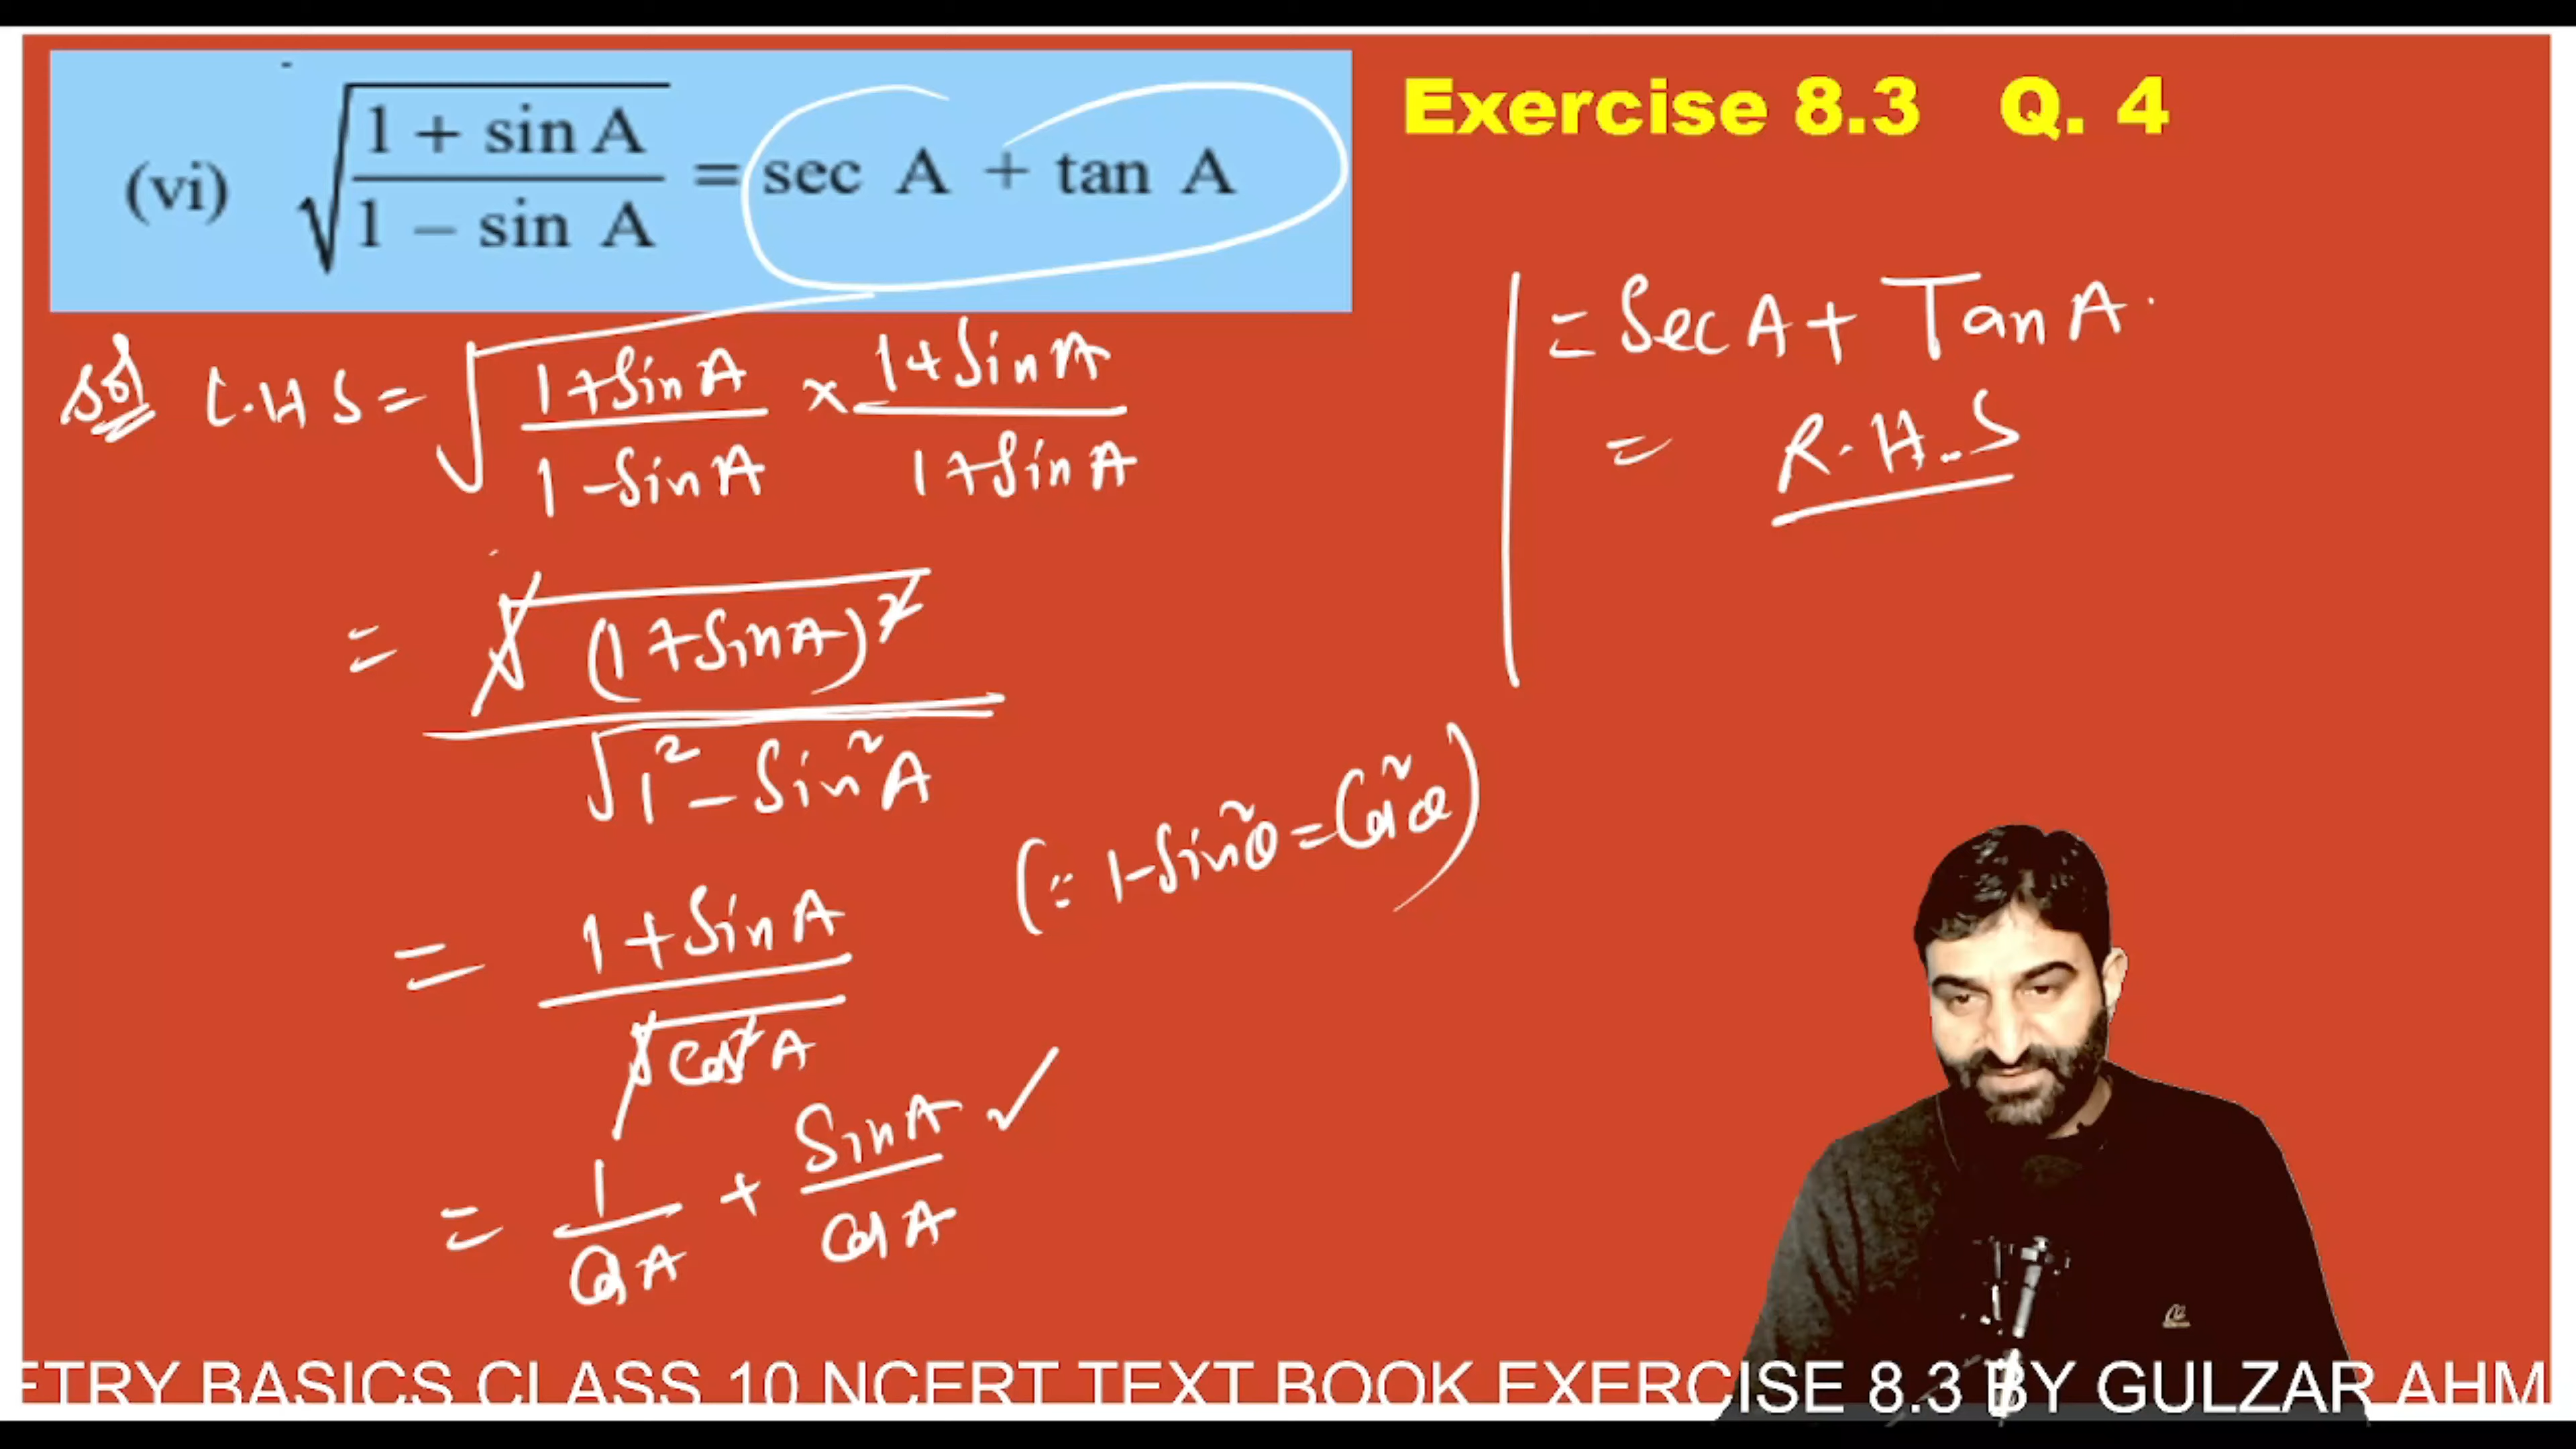 (vi) √((1 + sin A)/(1 − sin A)) = sec A + tan A
Exercise 8.3 Q. 4
Sol L.H.S = √((1+SinA)/(1-SinA) × (1+SinA)/(1+SinA))
= √(1+SinA)² / √(1²-Sin²A)
(∵ 1-Sin²θ = Cos²θ)
= (1+SinA) / √Cos²A
= 1/CosA + SinA/CosA ✓
= SecA + TanA.
= R.H.S
ETRY BASICS CLASS 10 NCERT TEXT BOOK EXERCISE 8.3 BY GULZAR AHM